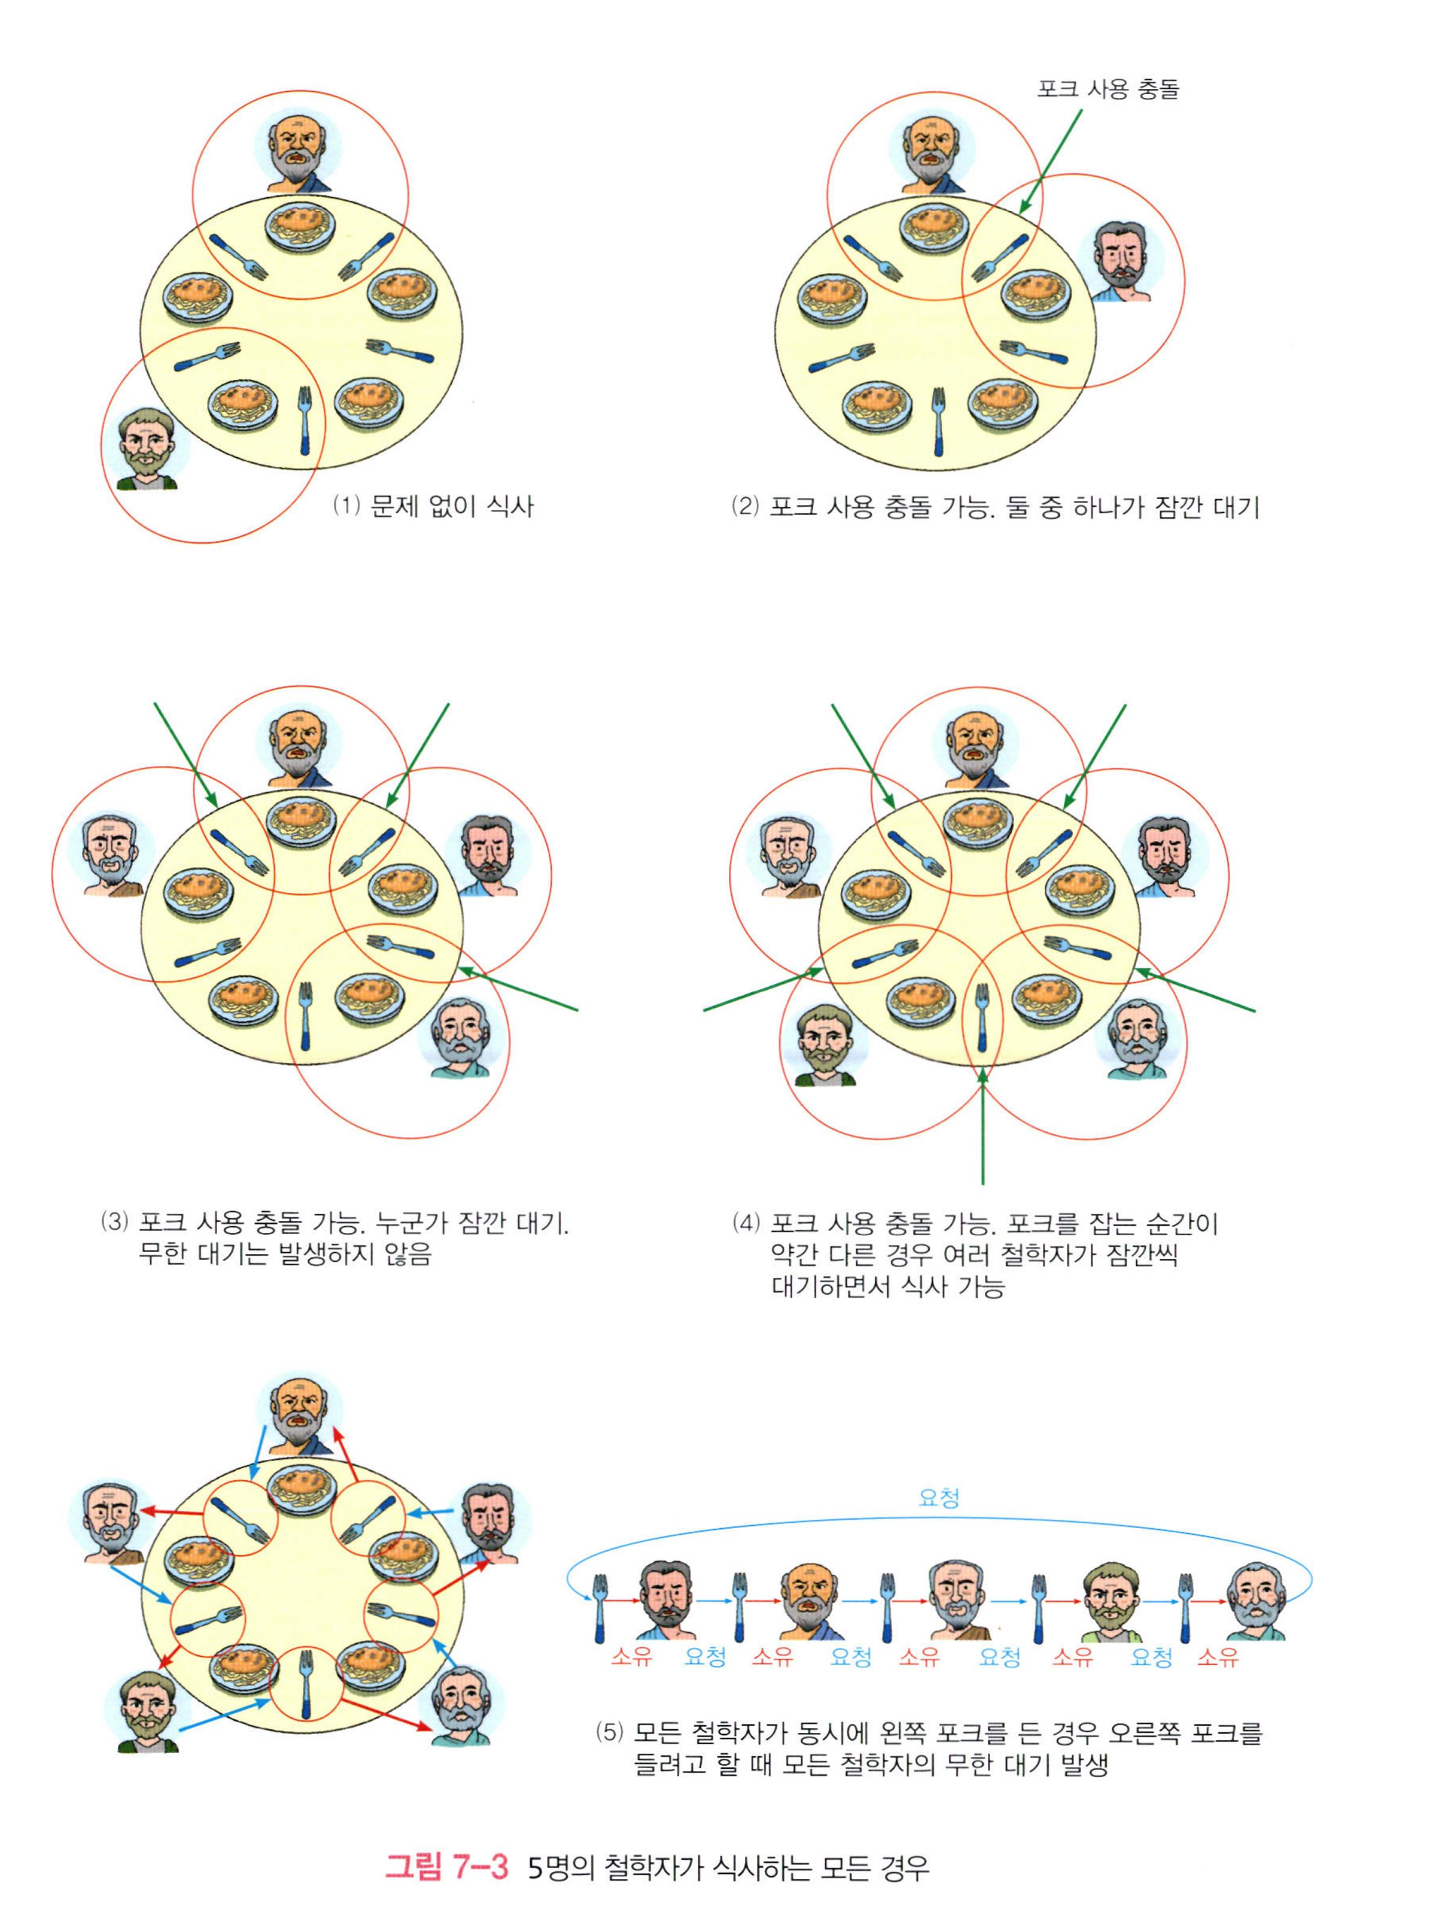 포크 사용 충돌
(1) 문제 없이 식사
(2) 포크 사용 충돌 가능. 둘 중 하나가 잠깐 대기
(3) 포크 사용 충돌 가능. 누군가 잠깐 대기.
무한 대기는 발생하지 않음
(4) 포크 사용 충돌 가능. 포크를 잡는 순간이
약간 다른 경우 여러 철학자가 잠깐씩
대기하면서 식사 가능
요청
소유 요청 소유 요청 소유 요청 소유 요청 소유
(5) 모든 철학자가 동시에 왼쪽 포크를 든 경우 오른쪽 포크를
들려고 할 때 모든 철학자의 무한 대기 발생
그림 7-3 5명의 철학자가 식사하는 모든 경우